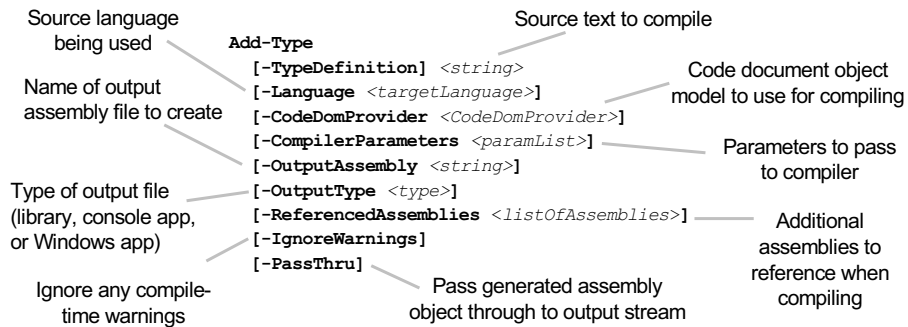 Source language
being used
Source text to compile
Add-Type
[-TypeDefinition] <string>
Name of output
assembly file to create
[-Language <targetLanguage>]
Code document object
model to use for compiling
[-CodeDomProvider <CodeDomProvider>]
[-CompilerParameters <paramList>]
Parameters to pass
to compiler
[-OutputAssembly <string>]
Type of output file
(library, console app,
or Windows app)
[-OutputType <type>]
[-ReferencedAssemblies <listOfAssemblies>]
Additional
assemblies to
reference when
compiling
[-IgnoreWarnings]
[-PassThru]
Ignore any compile-
time warnings
Pass generated assembly
object through to output stream